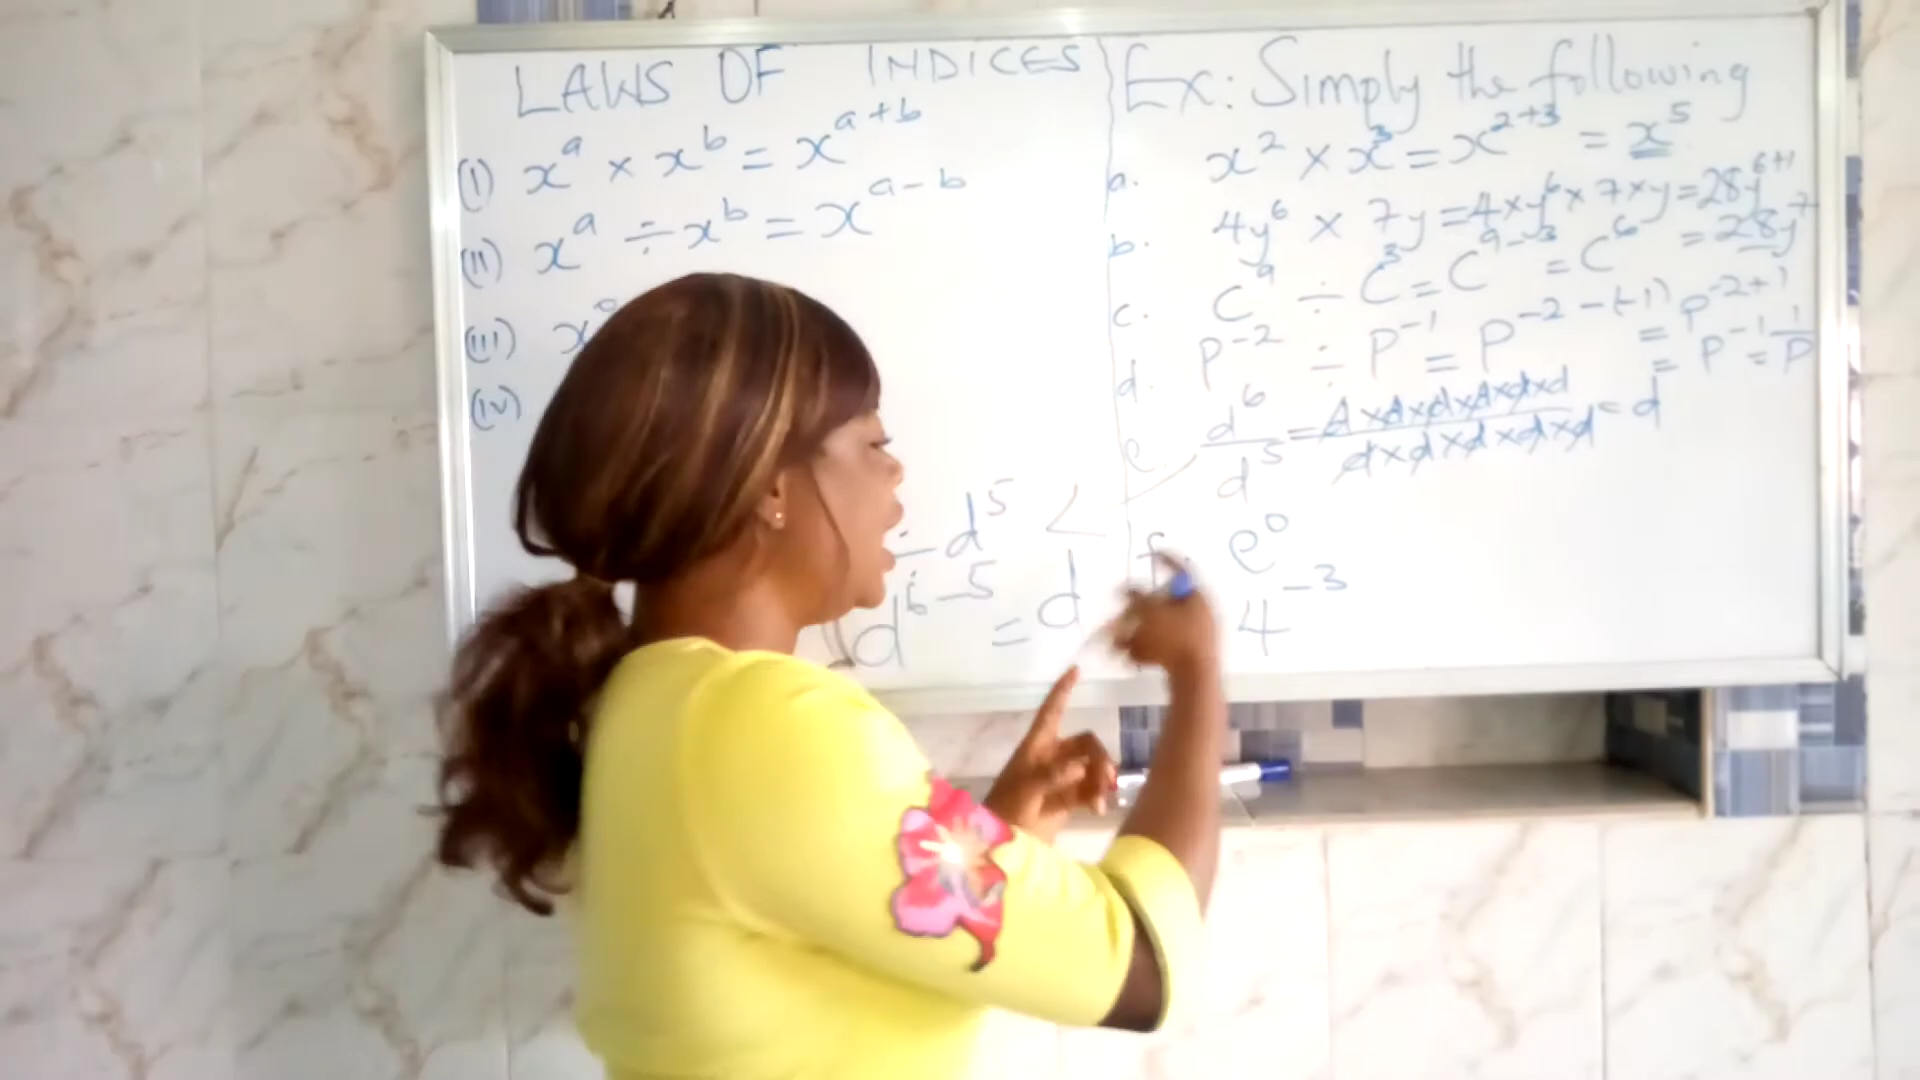 LAWS OF INDICES
(i) x^a × x^b = x^{a+b}
(ii) x^a ÷ x^b = x^{a-b}
(iii) x
(iv)
÷ d^5 <
d^{6-5} = d
Ex: Simply the following
a. x^2 × x^3 = x^{2+3} = x^5
b. 4y^6 × 7y = 4×y^6×7×y = 28y^{6+1}
= 28y^7
c. C^9 ÷ C^3 = C^{9-3} = C^6
d. P^{-2} ÷ P^{-1} = P^{-2-(-1)} = P^{-2+1}
= P^{-1} = 1/P
e. d^6/d^5 = d×d×d×d×d×d/d×d×d×d×d = d
f. e^0
4^{-3}